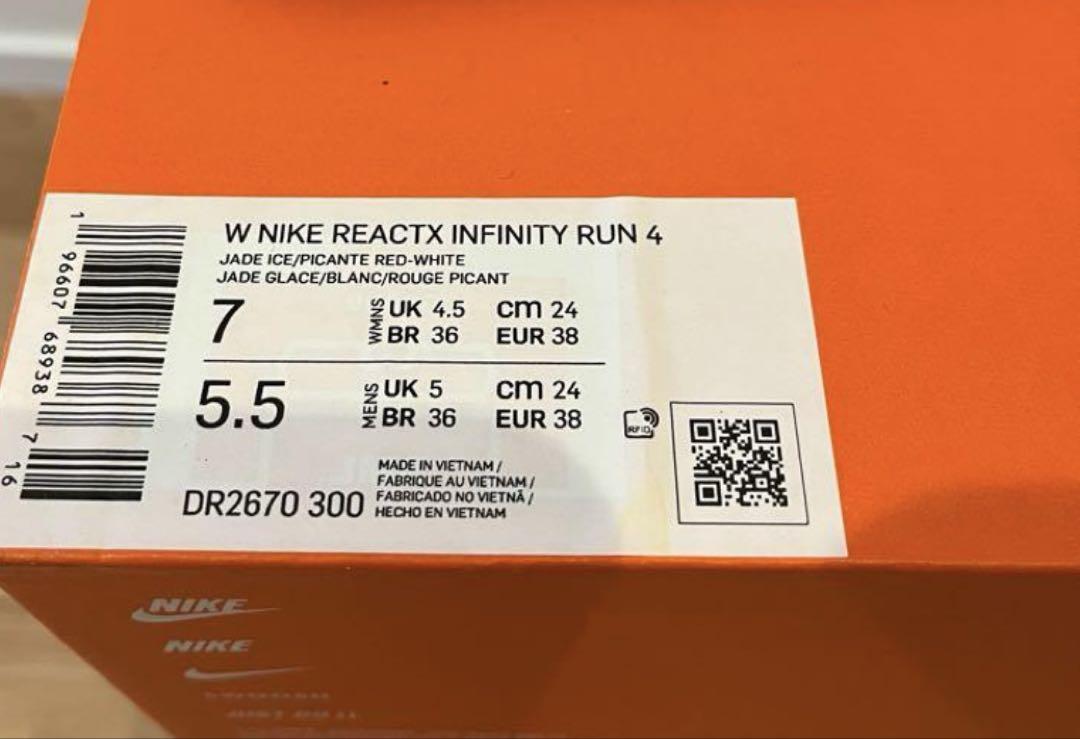 W NIKE REACTX INFINITY RUN 4
JADE ICE/PICANTE RED-WHITE
JADE GLACE/BLANC/ROUGE PICANT
7 WMNS UK 4.5 cm 24
BR 36 EUR 38
5.5 MENS UK 5 cm 24
BR 36 EUR 38
RFID
MADE IN VIETNAM /
FABRIQUE AU VIETNAM /
FABRICADO NO VIETNÃ /
HECHO EN VIETNAM
DR2670 300
1 96607 68938 7 16
NIKE
NIKE